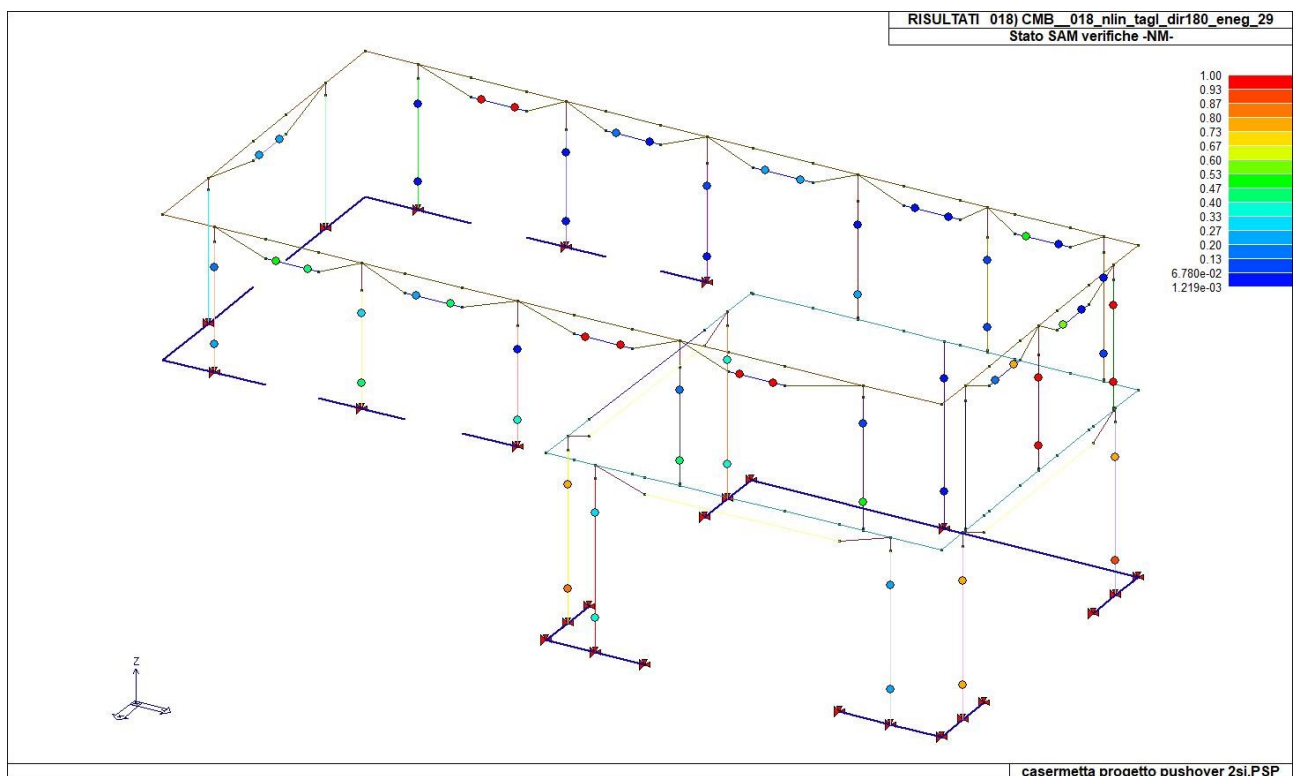 RISULTATI 018) CMB__018_nlin_tagl_dir180_eneg_29
Stato SAM verifiche -NM-
1.00
0.93
0.87
0.80
0.73
0.67
0.60
0.53
0.47
0.40
0.33
0.27
0.20
0.13
6.780e-02
1.219e-03
Z
casermetta progetto pushover 2si.PSP